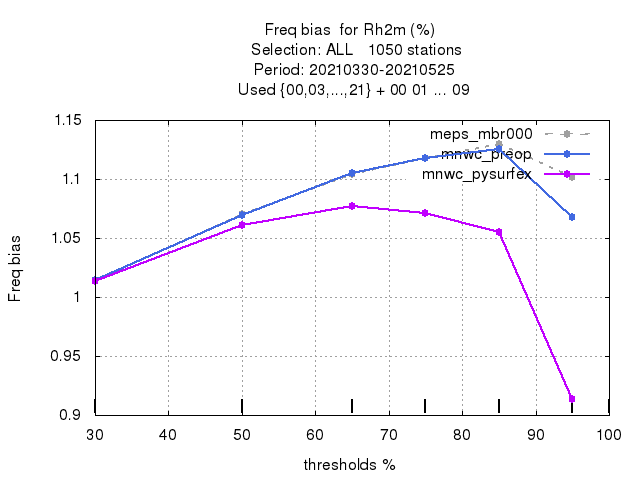 Freq bias  for Rh2m (%)
Selection: ALL   1050 stations
Period: 20210330-20210525
Used {00,03,...,21} + 00 01 ... 09
meps_mbr000
mnwc_preop
mnwc_pysurfex
1.15
1.1
1.05
1
0.95
0.9
Freq bias
30 40 50 60 70 80 90 100
thresholds %